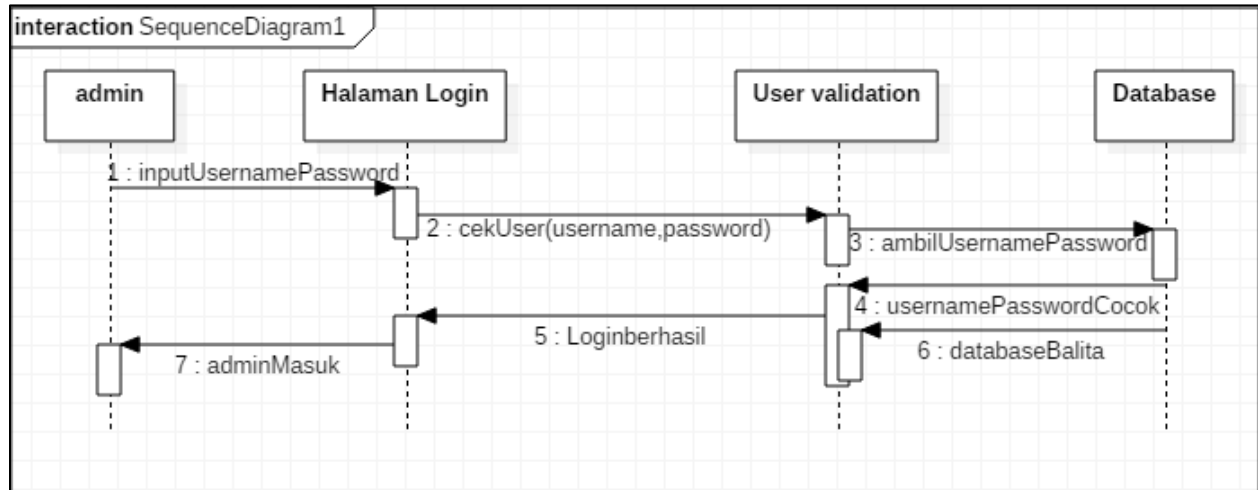 interaction SequenceDiagram1
admin
Halaman Login
User validation
Database
1 : inputUsernamePassword
2 : cekUser(username,password)
3 : ambilUsernamePassword
4 : usernamePasswordCocok
5 : Loginberhasil
6 : databaseBalita
7 : adminMasuk